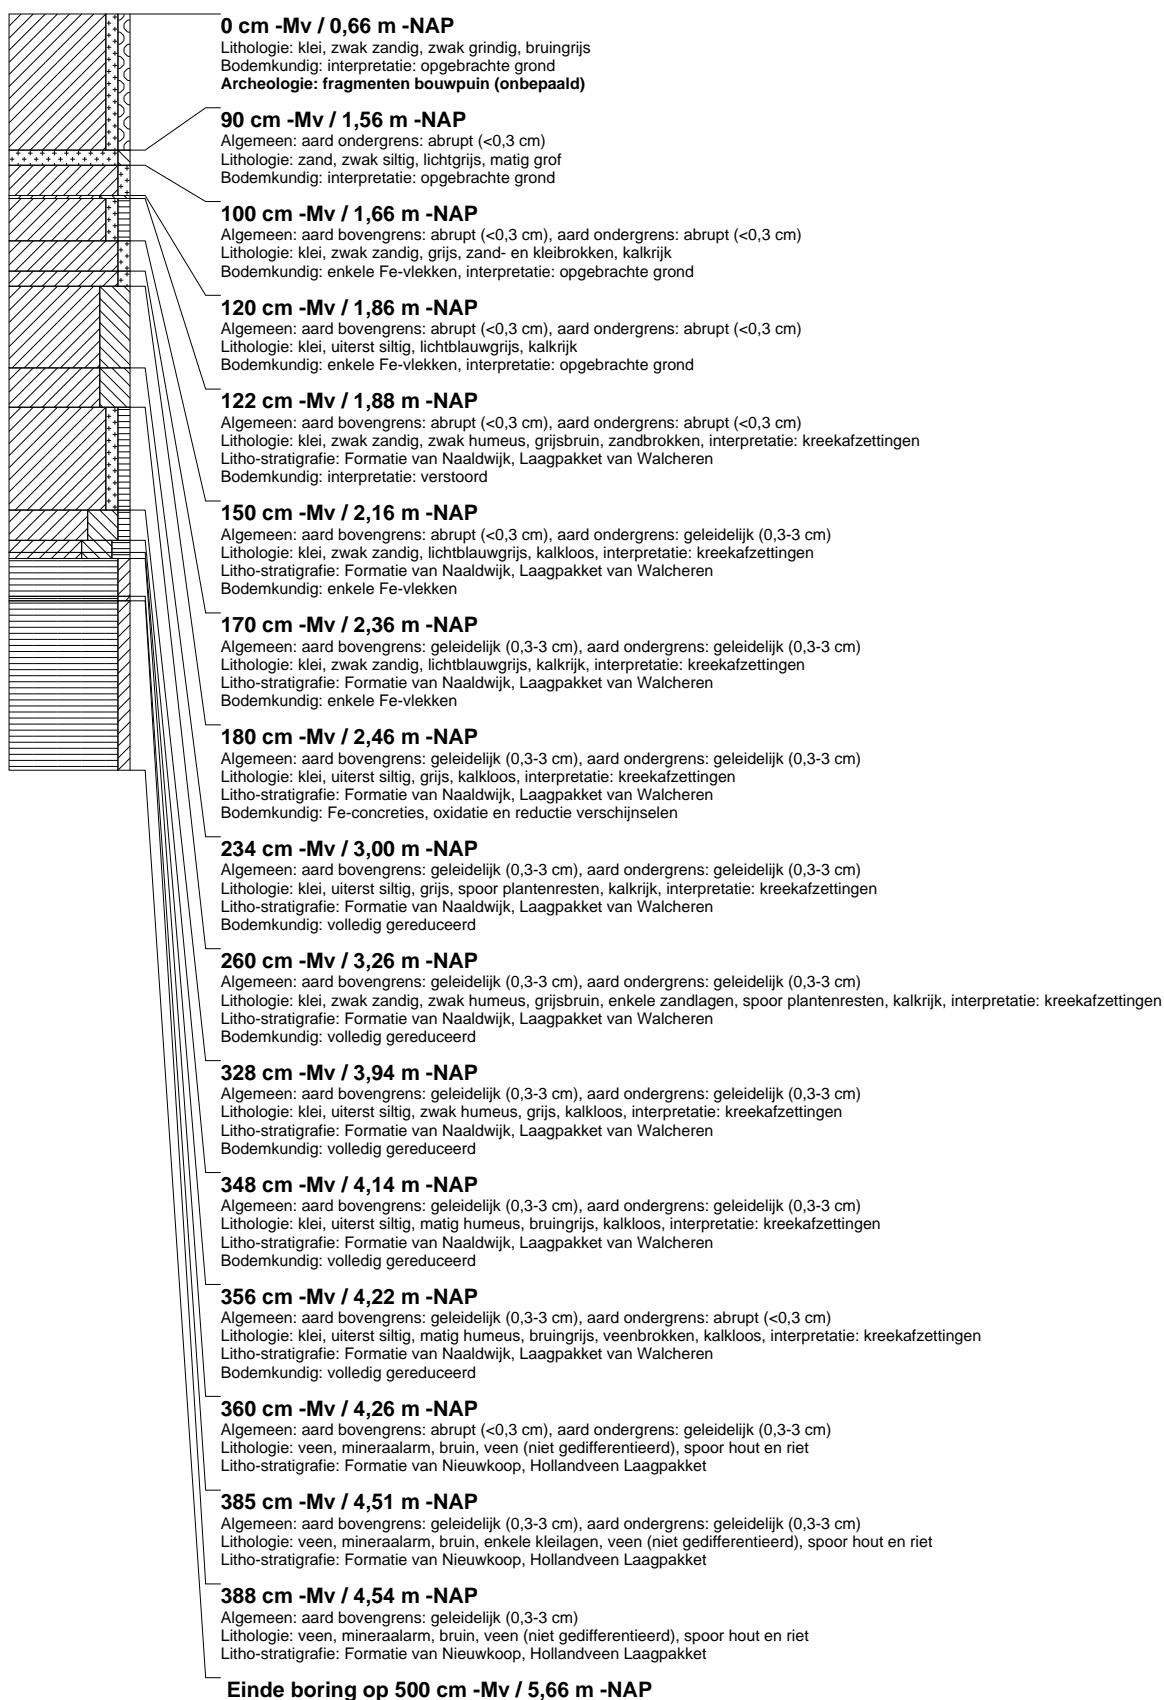 0 cm -Mv / 0,66 m -NAP
Lithologie: klei, zwak zandig, zwak grindig, bruingrijs
Bodemkundig: interpretatie: opgebrachte grond
Archeologie: fragmenten bouwpuin (onbepaald)
90 cm -Mv / 1,56 m -NAP
Algemeen: aard ondergrens: abrupt (<0,3 cm)
Lithologie: zand, zwak siltig, lichtgrijs, matig grof
Bodemkundig: interpretatie: opgebrachte grond
100 cm -Mv / 1,66 m -NAP
Algemeen: aard bovengrens: abrupt (<0,3 cm), aard ondergrens: abrupt (<0,3 cm)
Lithologie: klei, zwak zandig, grijs, zand- en kleibrokken, kalkrijk
Bodemkundig: enkele Fe-vlekken, interpretatie: opgebrachte grond
120 cm -Mv / 1,86 m -NAP
Algemeen: aard bovengrens: abrupt (<0,3 cm), aard ondergrens: abrupt (<0,3 cm)
Lithologie: klei, uiterst siltig, lichtblauwgrijs, kalkrijk
Bodemkundig: enkele Fe-vlekken, interpretatie: opgebrachte grond
122 cm -Mv / 1,88 m -NAP
Algemeen: aard bovengrens: abrupt (<0,3 cm), aard ondergrens: abrupt (<0,3 cm)
Lithologie: klei, zwak zandig, zwak humeus, grijsbruin, zandbrokken, interpretatie: kreekafzettingen
Litho-stratigrafie: Formatie van Naaldwijk, Laagpakket van Walcheren
Bodemkundig: interpretatie: verstoord
150 cm -Mv / 2,16 m -NAP
Algemeen: aard bovengrens: abrupt (<0,3 cm), aard ondergrens: geleidelijk (0,3-3 cm)
Lithologie: klei, zwak zandig, lichtblauwgrijs, kalkloos, interpretatie: kreekafzettingen
Litho-stratigrafie: Formatie van Naaldwijk, Laagpakket van Walcheren
Bodemkundig: enkele Fe-vlekken
170 cm -Mv / 2,36 m -NAP
Algemeen: aard bovengrens: geleidelijk (0,3-3 cm), aard ondergrens: geleidelijk (0,3-3 cm)
Lithologie: klei, zwak zandig, lichtblauwgrijs, kalkrijk, interpretatie: kreekafzettingen
Litho-stratigrafie: Formatie van Naaldwijk, Laagpakket van Walcheren
Bodemkundig: enkele Fe-vlekken
180 cm -Mv / 2,46 m -NAP
Algemeen: aard bovengrens: geleidelijk (0,3-3 cm), aard ondergrens: geleidelijk (0,3-3 cm)
Lithologie: klei, uiterst siltig, grijs, kalkloos, interpretatie: kreekafzettingen
Litho-stratigrafie: Formatie van Naaldwijk, Laagpakket van Walcheren
Bodemkundig: Fe-concreties, oxidatie en reductie verschijnselen
234 cm -Mv / 3,00 m -NAP
Algemeen: aard bovengrens: geleidelijk (0,3-3 cm), aard ondergrens: geleidelijk (0,3-3 cm)
Lithologie: klei, uiterst siltig, grijs, spoor plantenresten, kalkrijk, interpretatie: kreekafzettingen
Litho-stratigrafie: Formatie van Naaldwijk, Laagpakket van Walcheren
Bodemkundig: volledig gereduceerd
260 cm -Mv / 3,26 m -NAP
Algemeen: aard bovengrens: geleidelijk (0,3-3 cm), aard ondergrens: geleidelijk (0,3-3 cm)
Lithologie: klei, zwak zandig, zwak humeus, grijsbruin, enkele zandlagen, spoor plantenresten, kalkrijk, interpretatie: kreekafzettingen
Litho-stratigrafie: Formatie van Naaldwijk, Laagpakket van Walcheren
Bodemkundig: volledig gereduceerd
328 cm -Mv / 3,94 m -NAP
Algemeen: aard bovengrens: geleidelijk (0,3-3 cm), aard ondergrens: geleidelijk (0,3-3 cm)
Lithologie: klei, uiterst siltig, zwak humeus, grijs, kalkloos, interpretatie: kreekafzettingen
Litho-stratigrafie: Formatie van Naaldwijk, Laagpakket van Walcheren
Bodemkundig: volledig gereduceerd
348 cm -Mv / 4,14 m -NAP
Algemeen: aard bovengrens: geleidelijk (0,3-3 cm), aard ondergrens: geleidelijk (0,3-3 cm)
Lithologie: klei, uiterst siltig, matig humeus, bruingrijs, kalkloos, interpretatie: kreekafzettingen
Litho-stratigrafie: Formatie van Naaldwijk, Laagpakket van Walcheren
Bodemkundig: volledig gereduceerd
356 cm -Mv / 4,22 m -NAP
Algemeen: aard bovengrens: geleidelijk (0,3-3 cm), aard ondergrens: abrupt (<0,3 cm)
Lithologie: klei, uiterst siltig, matig humeus, bruingrijs, veenbrokken, kalkloos, interpretatie: kreekafzettingen
Litho-stratigrafie: Formatie van Naaldwijk, Laagpakket van Walcheren
Bodemkundig: volledig gereduceerd
360 cm -Mv / 4,26 m -NAP
Algemeen: aard bovengrens: abrupt (<0,3 cm), aard ondergrens: geleidelijk (0,3-3 cm)
Lithologie: veen, mineraalarm, bruin, veen (niet gedifferentieerd), spoor hout en riet
Litho-stratigrafie: Formatie van Nieuwkoop, Hollandveen Laagpakket
385 cm -Mv / 4,51 m -NAP
Algemeen: aard bovengrens: geleidelijk (0,3-3 cm), aard ondergrens: geleidelijk (0,3-3 cm)
Lithologie: veen, mineraalarm, bruin, enkele kleilagen, veen (niet gedifferentieerd), spoor hout en riet
Litho-stratigrafie: Formatie van Nieuwkoop, Hollandveen Laagpakket
388 cm -Mv / 4,54 m -NAP
Algemeen: aard bovengrens: geleidelijk (0,3-3 cm)
Lithologie: veen, mineraalarm, bruin, veen (niet gedifferentieerd), spoor hout en riet
Litho-stratigrafie: Formatie van Nieuwkoop, Hollandveen Laagpakket
Einde boring op 500 cm -Mv / 5,66 m -NAP